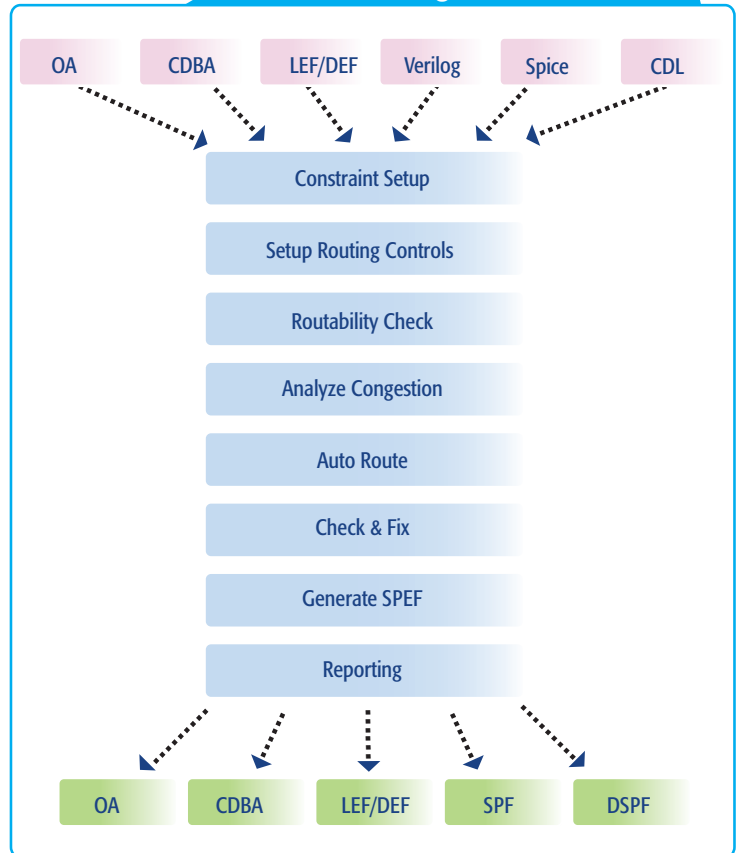 OA CDBA LEF/DEF Verilog Spice CDL
Constraint Setup
Setup Routing Controls
Routability Check
Analyze Congestion
Auto Route
Check & Fix
Generate SPEF
Reporting
OA CDBA LEF/DEF SPF DSPF